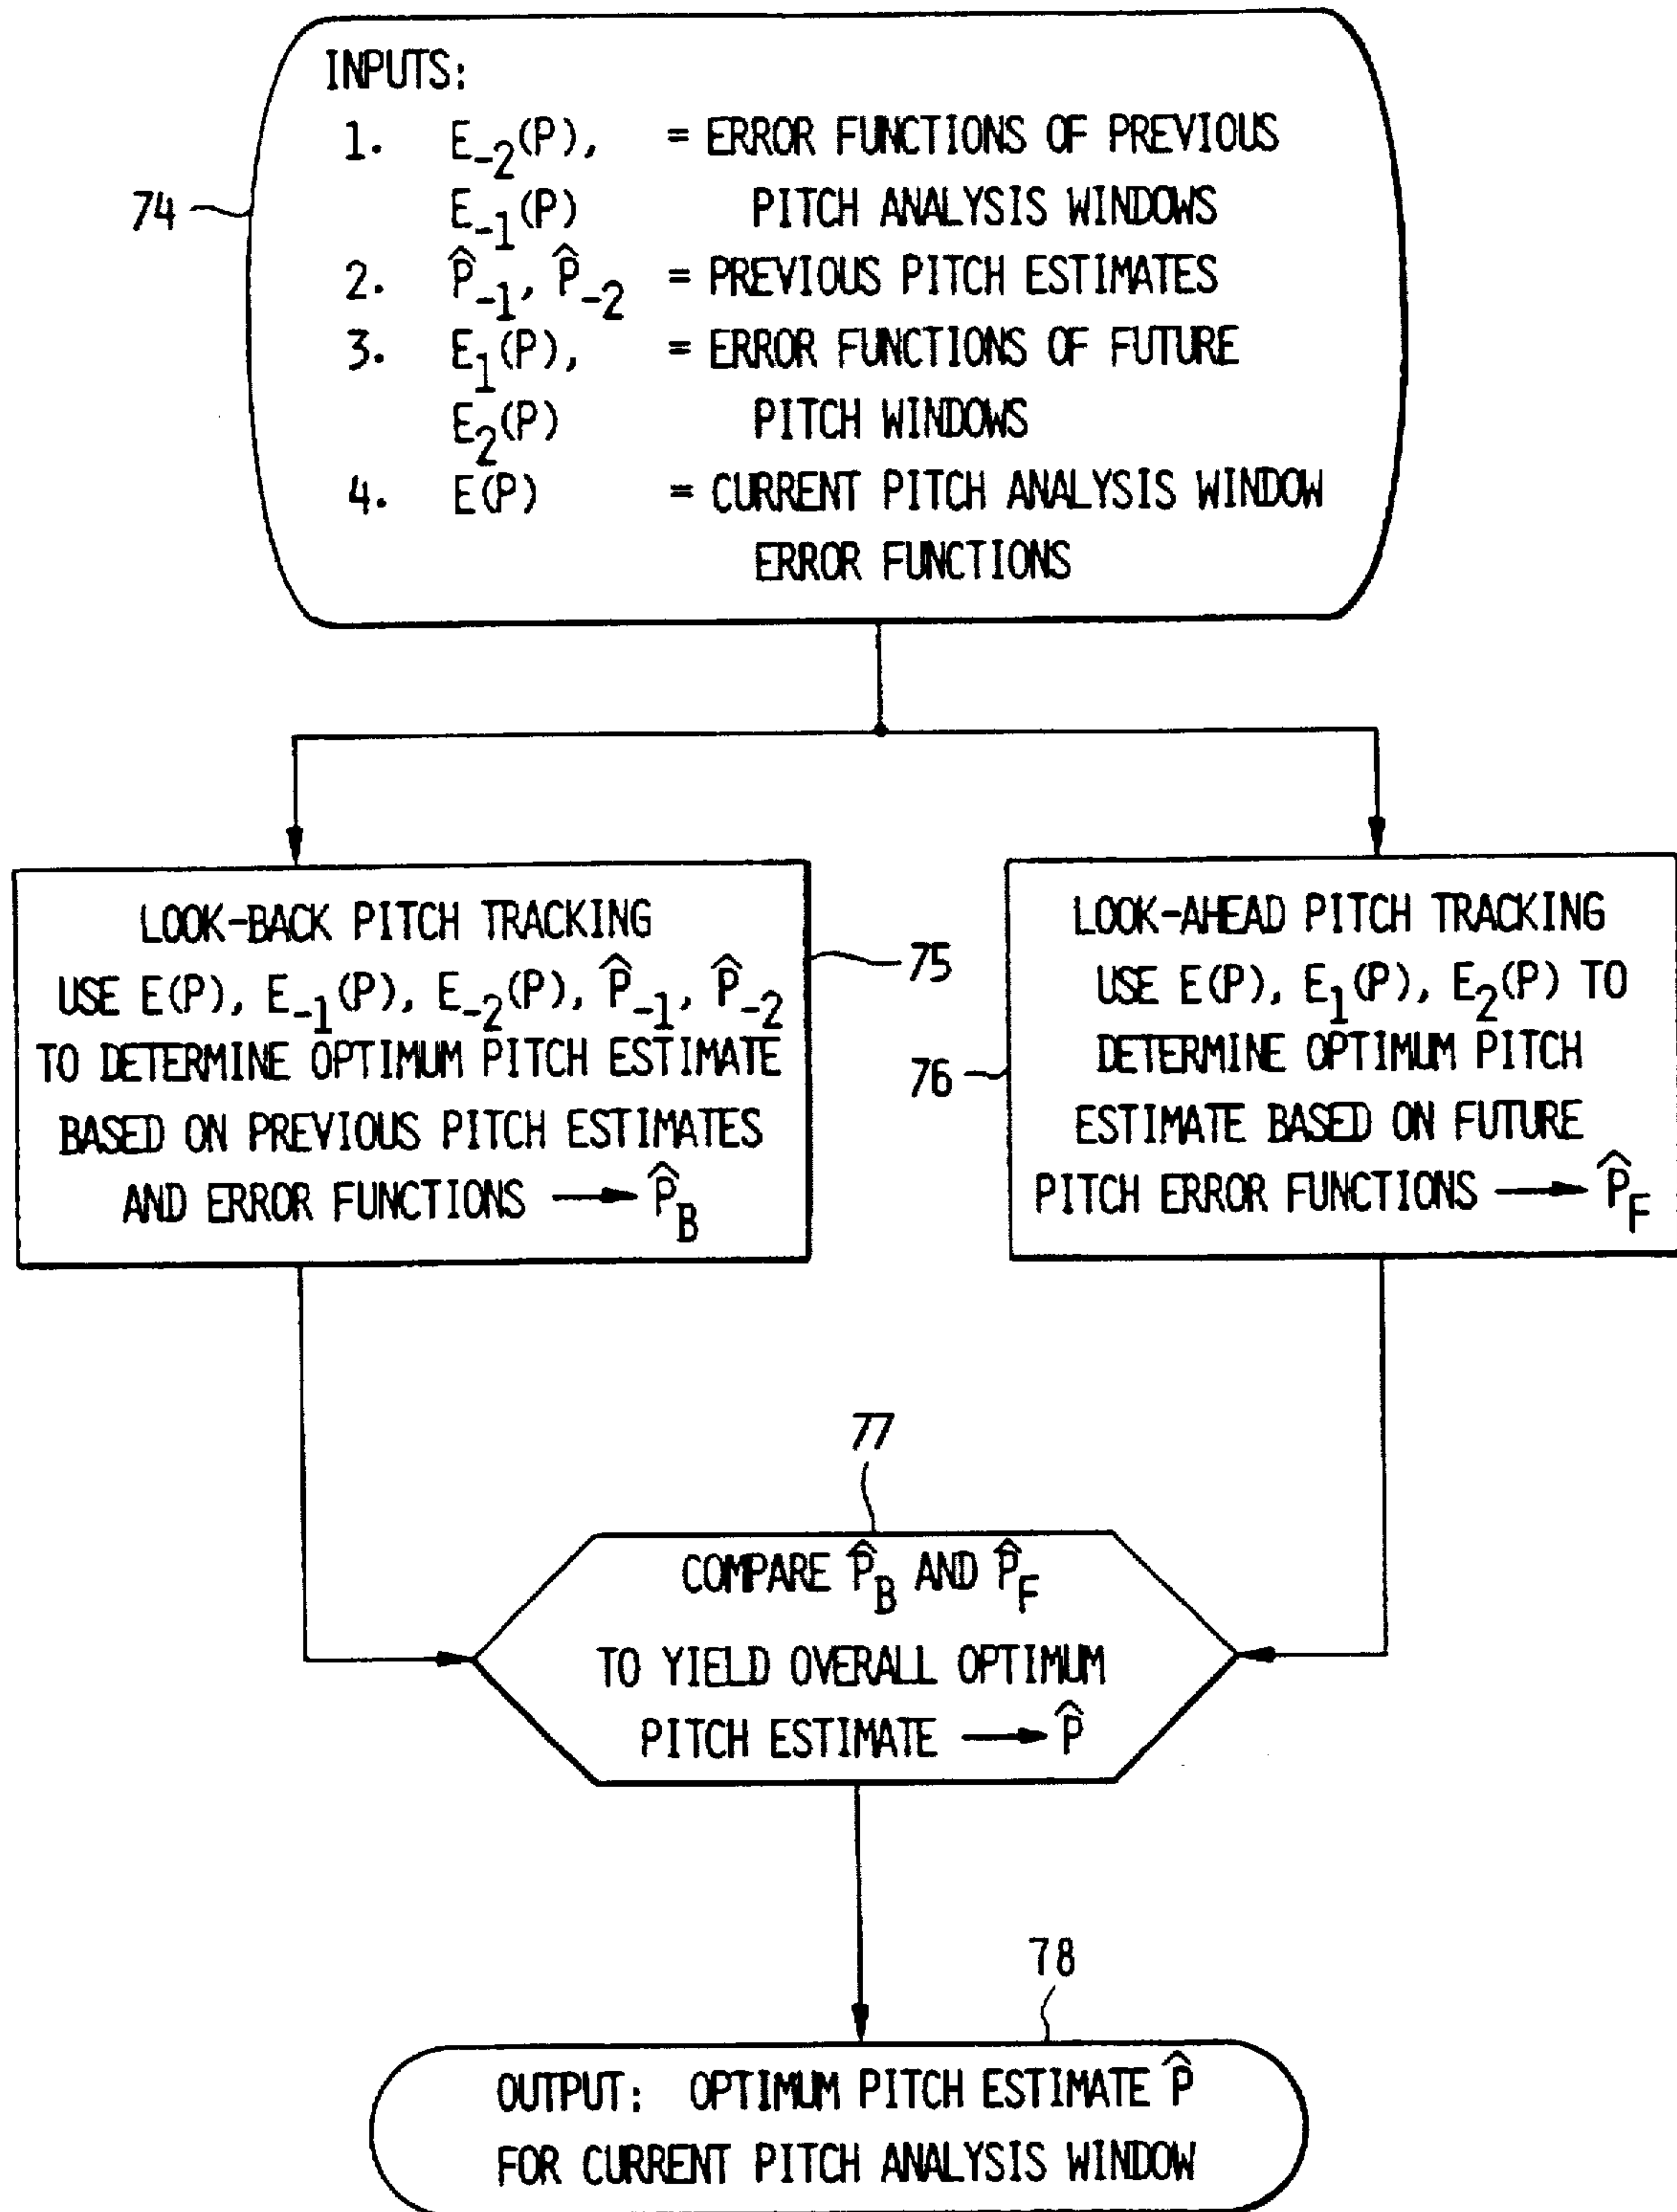 INPUTS:
1. E₋₂(P), = ERROR FUNCTIONS OF PREVIOUS
E₋₁(P) PITCH ANALYSIS WINDOWS
2. P̂₋₁, P̂₋₂ = PREVIOUS PITCH ESTIMATES
3. E₁(P), = ERROR FUNCTIONS OF FUTURE
E₂(P) PITCH WINDOWS
4. E(P) = CURRENT PITCH ANALYSIS WINDOW
ERROR FUNCTIONS
74
LOOK-BACK PITCH TRACKING
USE E(P), E₋₁(P), E₋₂(P), P̂₋₁, P̂₋₂
TO DETERMINE OPTIMUM PITCH ESTIMATE
BASED ON PREVIOUS PITCH ESTIMATES
AND ERROR FUNCTIONS → P̂_B
75
LOOK-AHEAD PITCH TRACKING
USE E(P), E₁(P), E₂(P) TO
DETERMINE OPTIMUM PITCH
ESTIMATE BASED ON FUTURE
PITCH ERROR FUNCTIONS → P̂_F
76
77
COMPARE P̂_B AND P̂_F
TO YIELD OVERALL OPTIMUM
PITCH ESTIMATE → P̂
78
OUTPUT: OPTIMUM PITCH ESTIMATE P̂
FOR CURRENT PITCH ANALYSIS WINDOW